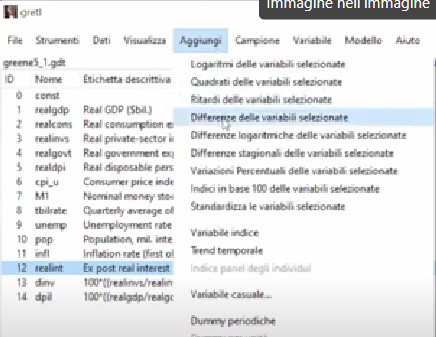 Immagine nell'immagine
gretl
File Strumenti Dati Visualizza Aggiungi Campione Variabile Modello Aiuto
greene5_1.gdt
ID Nome Etichetta descrittiva
0 const
1 realgdp Real GDP ($bil.)
2 realcons Real consumption e
3 realinvs Real private-sector i
4 realgovt Real government exp
5 realdpi Real disposable pers
6 cpi_u Consumer price inde
7 M1 Nominal money stoc
8 tbilrate Quarterly average of
9 unemp Unemployment rate
10 pop Population, mil. inte
11 infl Inflation rate (first ol
12 realint Ex post real interest
13 dinv 100*((realinvs/realg
14 dpil 100*((realgdp/realgc
Logaritmi delle variabili selezionate
Quadrati delle variabili selezionate
Ritardi delle variabili selezionate
Differenze delle variabili selezionate
Differenze logaritmiche delle variabili selezionate
Differenze stagionali delle variabili selezionate
Variazioni Percentuali delle variabili selezionate
Indici in base 100 delle variabili selezionate
Standardizza le variabili selezionate
Variabile indice
Trend temporale
Indice panel degli individui
Variabile casuale...
Dummy periodiche